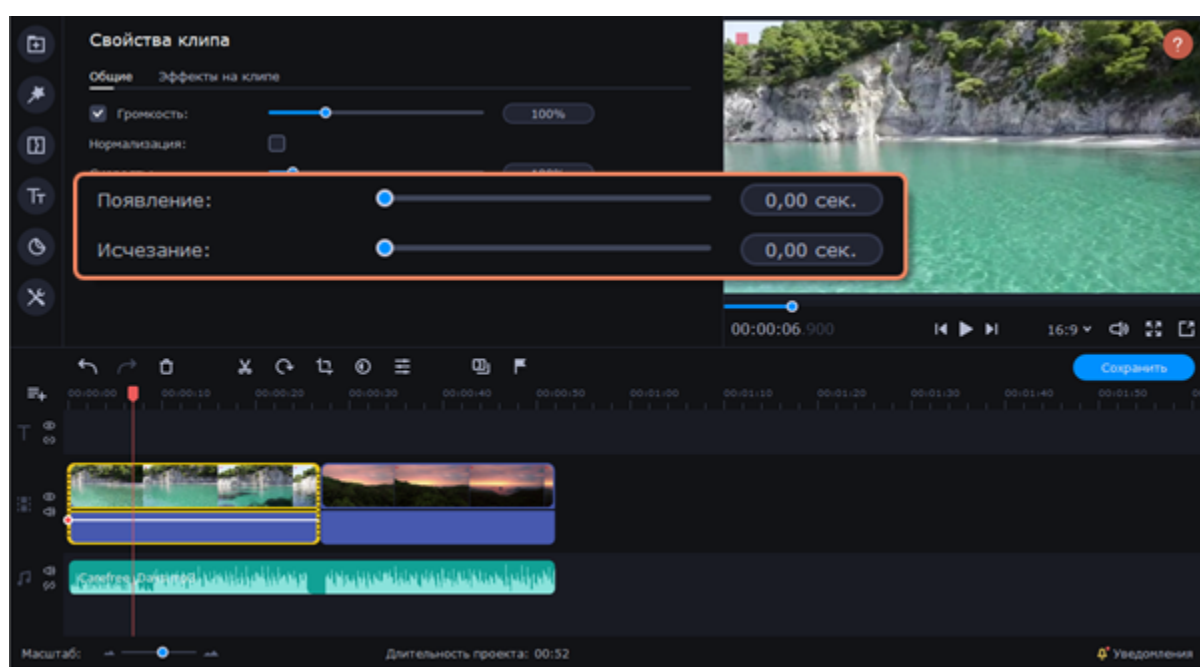 Свойства клипа
Общие Эффекты на клипе
Громкость: 100%
Нормализация:
Появление: 0,00 сек.
Исчезание: 0,00 сек.
?
00:00:06.900 16:9
Сохранить
00:00:00 00:00:10 00:00:20 00:00:30 00:00:40 00:00:50 00:01:00 00:01:10 00:01:20 00:01:30 00:01:40 00:01:50
Масштаб: Длительность проекта: 00:52 Уведомления